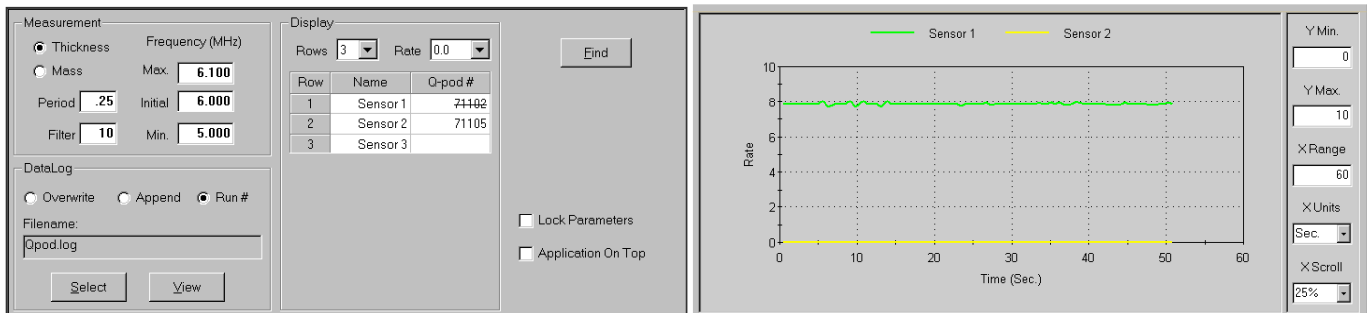 Measurement
Thickness
Mass
Frequency (MHz)
Max. 6.100
Period .25 Initial 6.000
Filter 10 Min. 5.000
DataLog
Overwrite Append Run #
Filename:
Qpod.log
Select View
Display
Rows 3 Rate 0.0
Row Name Q-pod #
1 Sensor 1 71102
2 Sensor 2 71105
3 Sensor 3
Find
Lock Parameters
Application On Top
Sensor 1 Sensor 2
Rate
10
8
6
4
2
0
0 10 20 30 40 50 60
Time (Sec.)
Y Min.
0
Y Max.
10
X Range
60
X Units
Sec.
X Scroll
25%